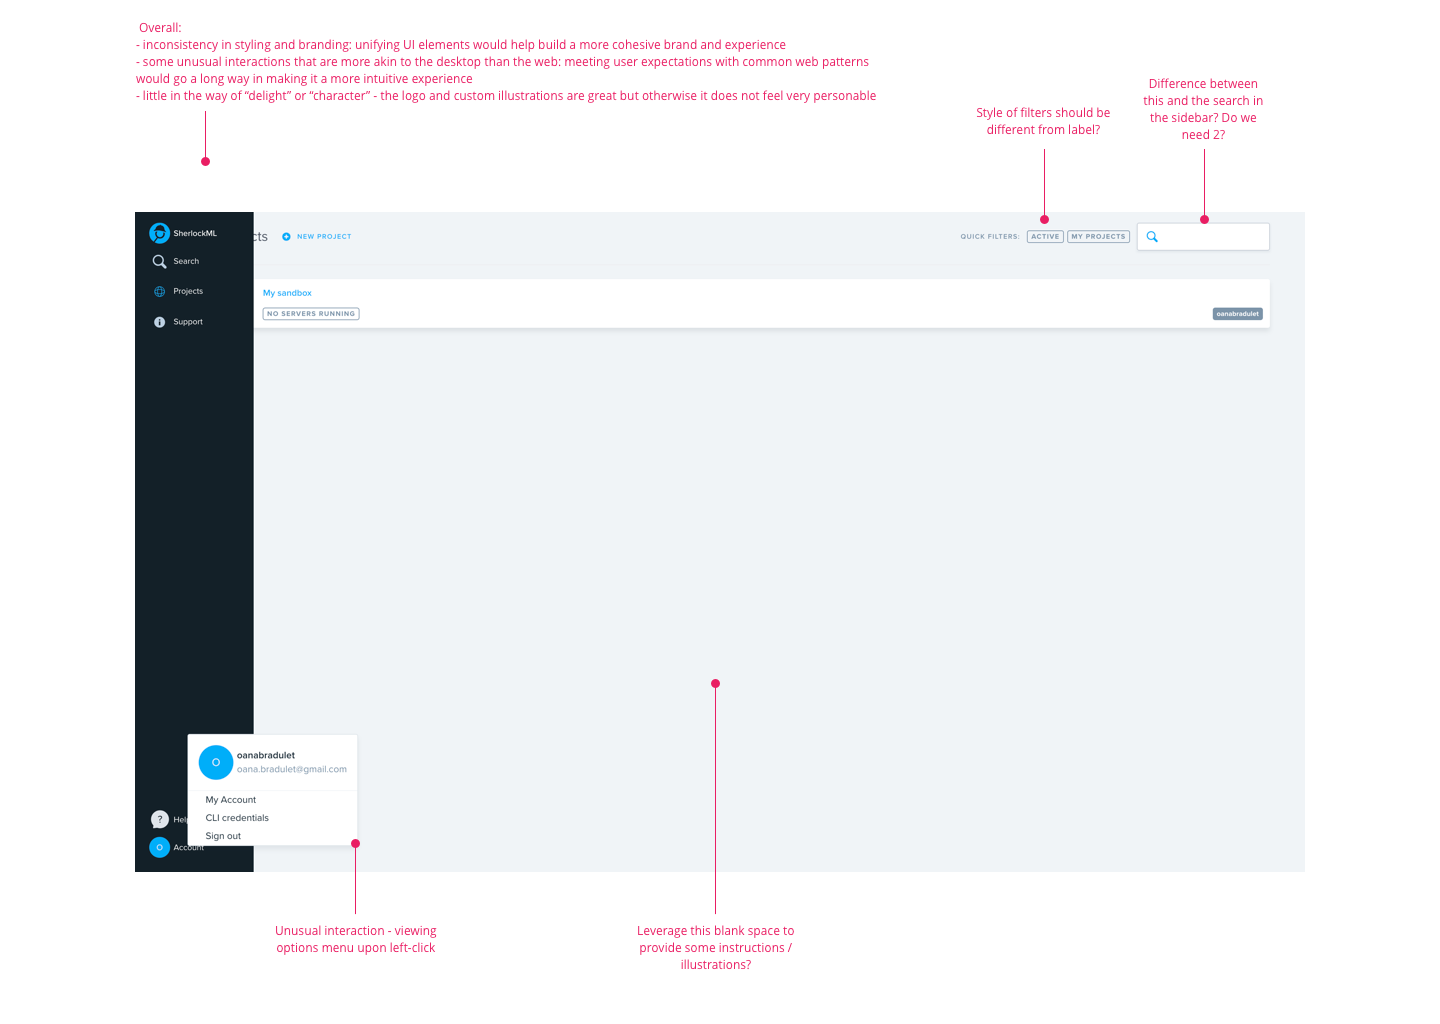 Overall:
- inconsistency in styling and branding: unifying UI elements would help build a more cohesive brand and experience
- some unusual interactions that are more akin to the desktop than the web: meeting user expectations with common web patterns
would go a long way in making it a more intuitive experience
- little in the way of “delight” or “character” - the logo and custom illustrations are great but otherwise it does not feel very personable
Style of filters should be
different from label?
Difference between
this and the search in
the sidebar? Do we
need 2?
SherlockML
Search
Projects
Support
cts
NEW PROJECT
QUICK FILTERS:
ACTIVE
MY PROJECTS
My sandbox
NO SERVERS RUNNING
oanabradulet
O
oanabradulet
oana.bradulet@gmail.com
My Account
CLI credentials
Sign out
?
Hel
O
Account
Unusual interaction - viewing
options menu upon left-click
Leverage this blank space to
provide some instructions /
illustrations?